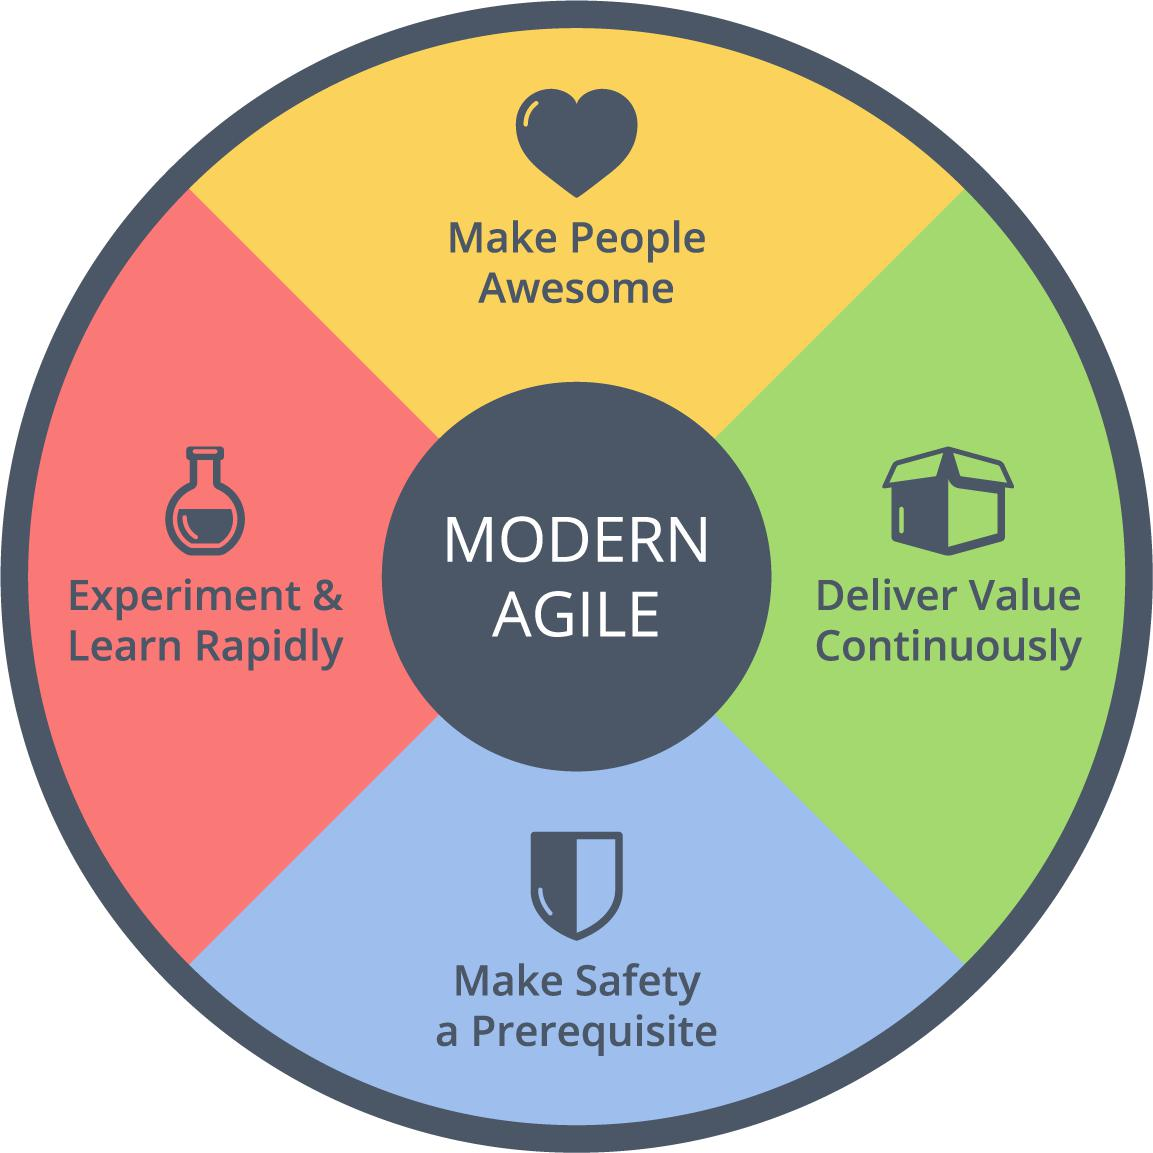 Make People
Awesome
Experiment &
Learn Rapidly
MODERN
AGILE
Deliver Value
Continuously
Make Safety
a Prerequisite